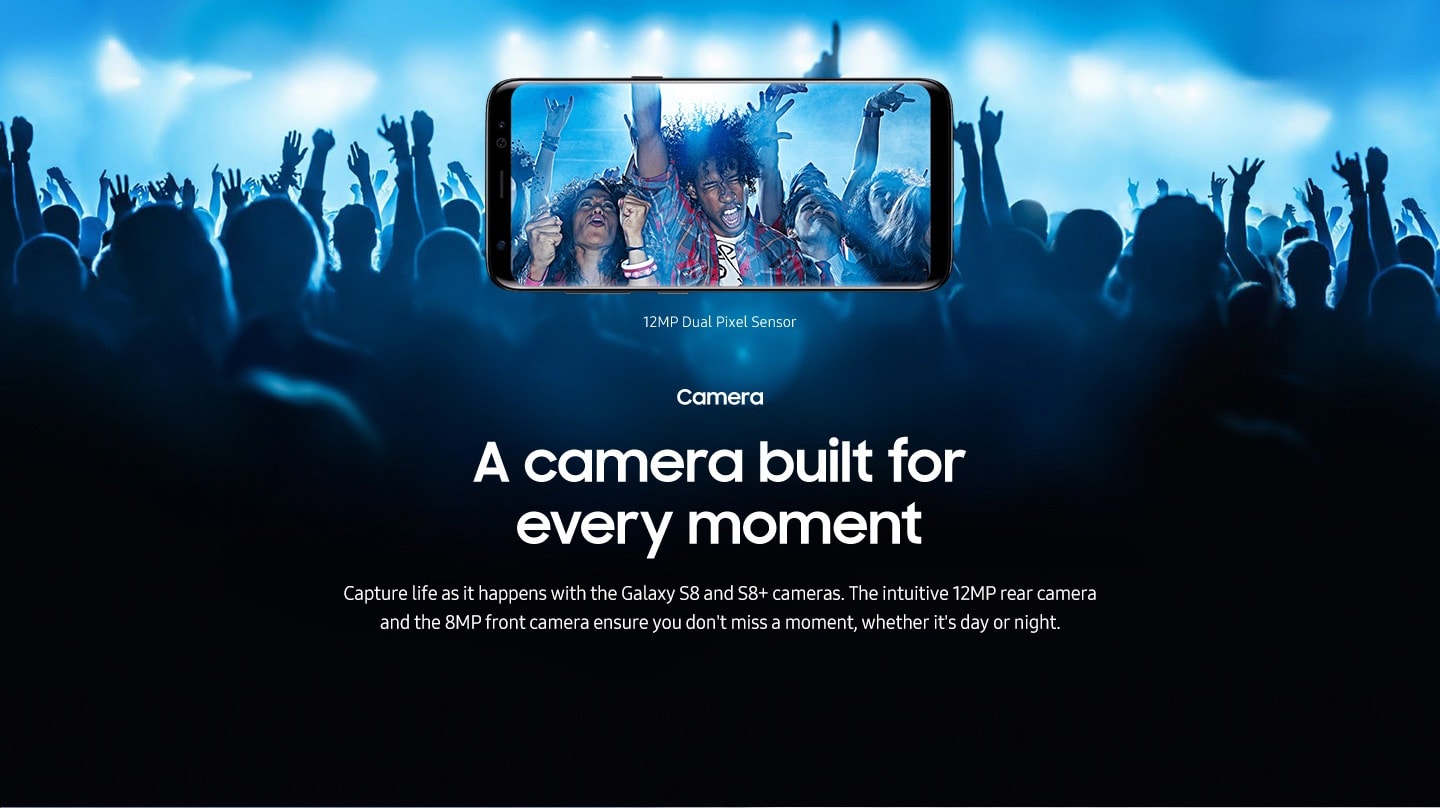 12MP Dual Pixel Sensor
Camera
A camera built for
every moment
Capture life as it happens with the Galaxy S8 and S8+ cameras. The intuitive 12MP rear camera
and the 8MP front camera ensure you don't miss a moment, whether it's day or night.